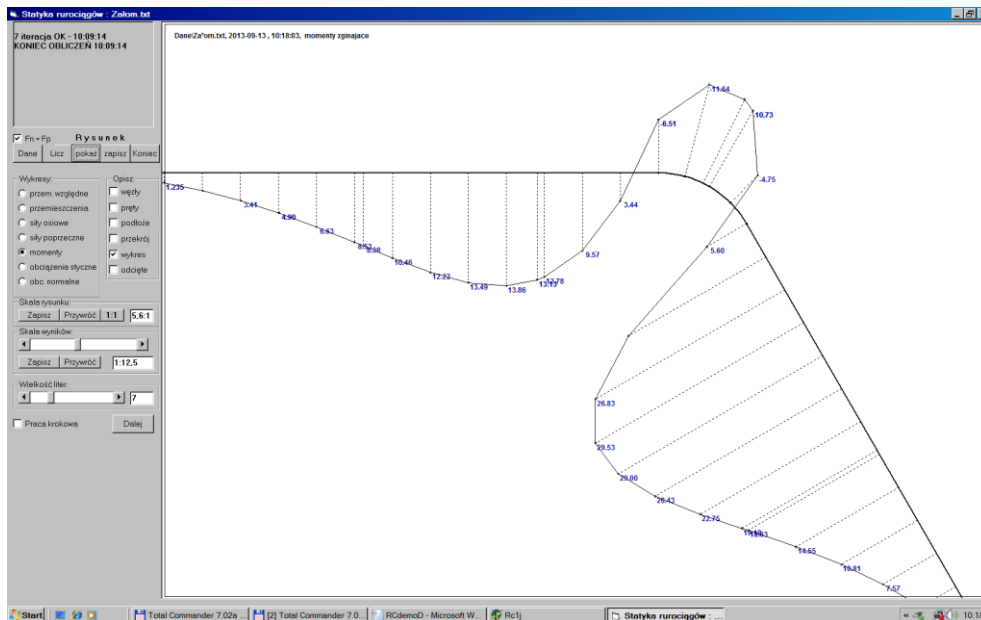 Statyka rurociągów : Zalom.txt
7 iteracja OK - 10:09:14
KONIEC OBLICZEŃ 10:09:14
Fn - Fp Rysunek
Dane Licz pokaż zapisz Koniec
Wykresy:
przem. względne
przemieszczenia
siły osiowe
siły poprzeczne
momenty
obciążenia styczne
obc. normalne
Opisz:
węzły
pręty
podłoże
przekrój
wykres
odcięte
Skala rysunku:
Zapisz Przywróć 1:1 5,6:1
Skala wyników:
Zapisz Przywróć 1:12,5
Wielkość liter:
7
Praca krokowa Dalej
Dane\Za³om.txt, 2013-09-13 , 10:18:03, momenty zginajace
-11.64
10.73
-6.51
-4.75
1.235
3.41
3.44
4.90
6.63
5.60
9.57
10.46
12.22
13.49
13.86
13.13
26.83
29.53
29.00
26.43
22.75
14.55
10.81
7.57
Start
Total Commander 7.02a ...
[2] Total Commander 7.0...
RCdemoD - Microsoft W...
Rc1j
Statyka rurociągów : ...
10:18